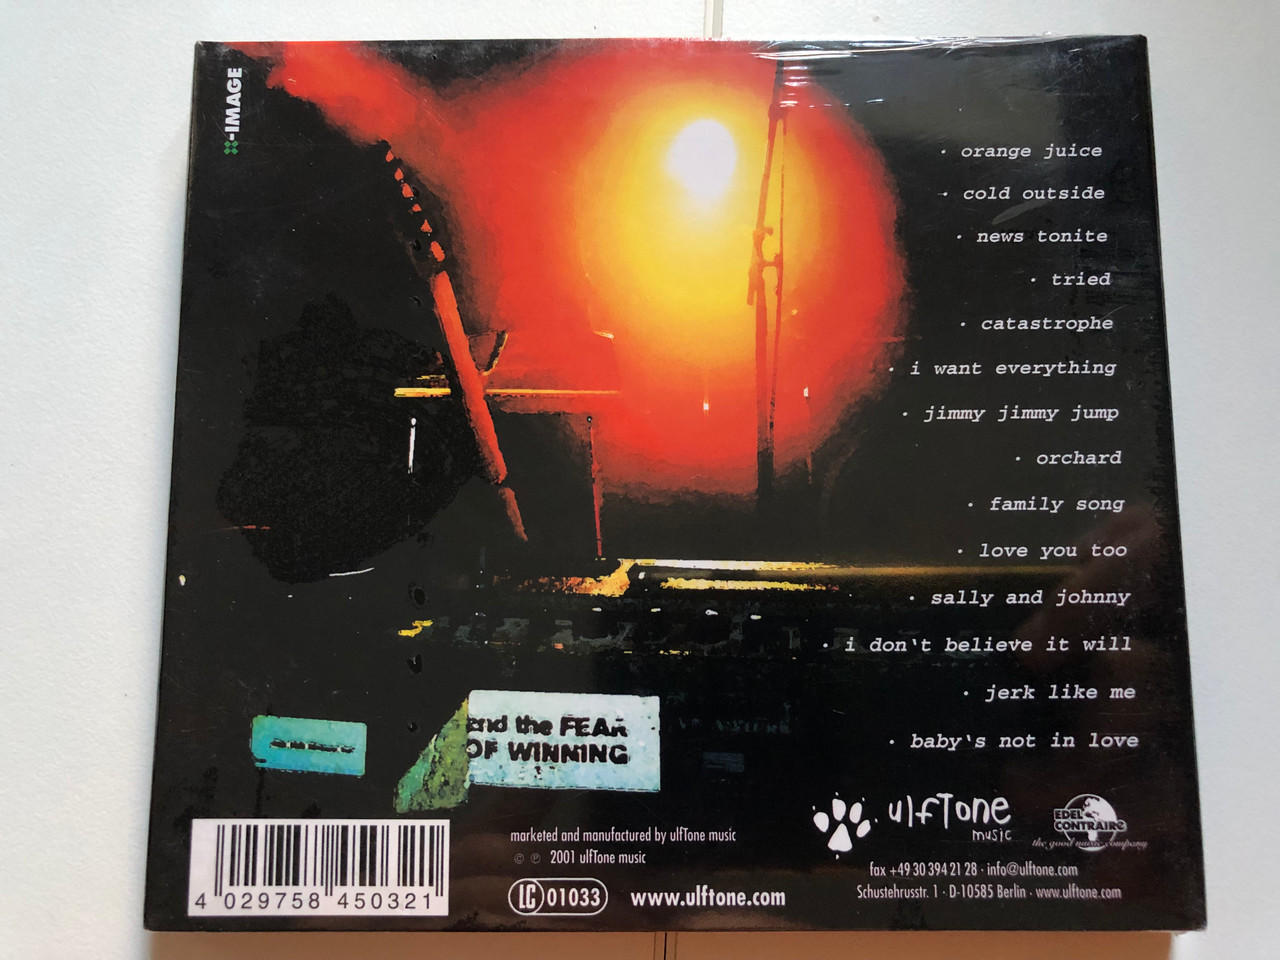 -IMAGE
· orange juice
· cold outside
· news tonite
· tried
· catastrophe
· i want everything
· jimmy jimmy jump
· orchard
· family song
· love you too
· sally and johnny
· i don't believe it will
· jerk like me
· baby's not in love
and the FEAR
OF WINNING
ulfTone
music
EDEL
CONTRAIRE
the good music company
marketed and manufactured by ulfTone music
© ℗ 2001 ulfTone music
LC 01033
www.ulftone.com
fax +49 30 394 21 28 · info@ulftone.com
Schustehrusstr. 1 · D-10585 Berlin · www.ulftone.com
4 029758 450321